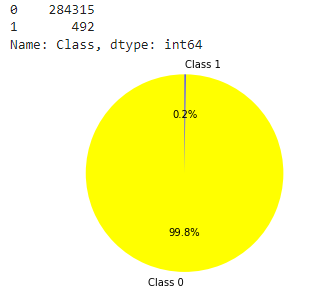 0    284315
1       492
Name: Class, dtype: int64
Class 1
0.2%
99.8%
Class 0